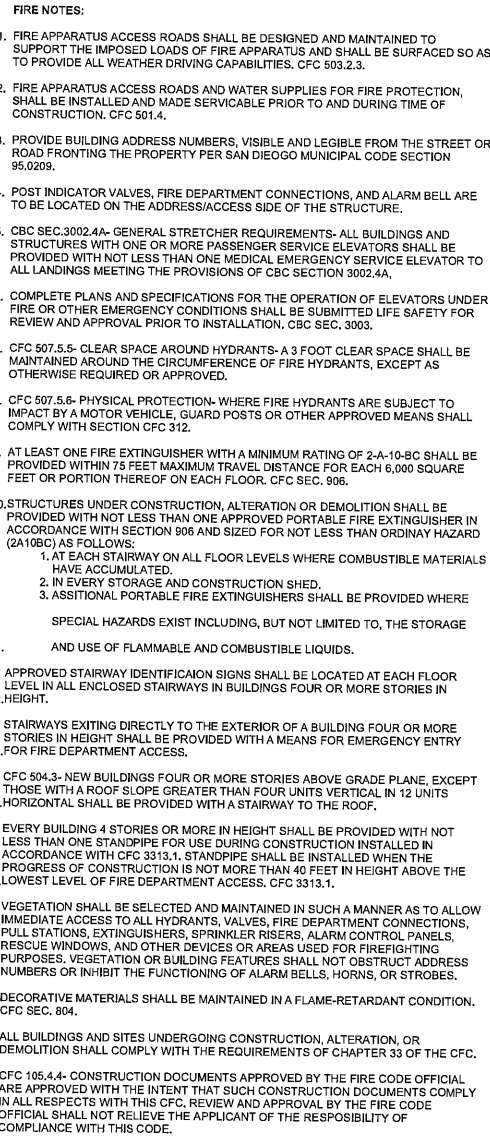 FIRE NOTES:
1. FIRE APPARATUS ACCESS ROADS SHALL BE DESIGNED AND MAINTAINED TO
SUPPORT THE IMPOSED LOADS OF FIRE APPARATUS AND SHALL BE SURFACED SO AS
TO PROVIDE ALL WEATHER DRIVING CAPABILITIES. CFC 503.2.3.
2. FIRE APPARATUS ACCESS ROADS AND WATER SUPPLIES FOR FIRE PROTECTION,
SHALL BE INSTALLED AND MADE SERVICABLE PRIOR TO AND DURING TIME OF
CONSTRUCTION. CFC 501.4.
3. PROVIDE BUILDING ADDRESS NUMBERS, VISIBLE AND LEGIBLE FROM THE STREET OR
ROAD FRONTING THE PROPERTY PER SAN DIEOGO MUNICIPAL CODE SECTION
95.0209.
. POST INDICATOR VALVES, FIRE DEPARTMENT CONNECTIONS, AND ALARM BELL ARE
TO BE LOCATED ON THE ADDRESS/ACCESS SIDE OF THE STRUCTURE.
. CBC SEC.3002.4A- GENERAL STRETCHER REQUIREMENTS- ALL BUILDINGS AND
STRUCTURES WITH ONE OR MORE PASSENGER SERVICE ELEVATORS SHALL BE
PROVIDED WITH NOT LESS THAN ONE MEDICAL EMERGENCY SERVICE ELEVATOR TO
ALL LANDINGS MEETING THE PROVISIONS OF CBC SECTION 3002.4A,
. COMPLETE PLANS AND SPECIFICATIONS FOR THE OPERATION OF ELEVATORS UNDER
FIRE OR OTHER EMERGENCY CONDITIONS SHALL BE SUBMITTED LIFE SAFETY FOR
REVIEW AND APPROVAL PRIOR TO INSTALLATION. CBC SEC. 3003.
. CFC 507.5.5- CLEAR SPACE AROUND HYDRANTS- A 3 FOOT CLEAR SPACE SHALL BE
MAINTAINED AROUND THE CIRCUMFERENCE OF FIRE HYDRANTS, EXCEPT AS
OTHERWISE REQUIRED OR APPROVED.
. CFC 507.5.6- PHYSICAL PROTECTION- WHERE FIRE HYDRANTS ARE SUBJECT TO
IMPACT BY A MOTOR VEHICLE, GUARD POSTS OR OTHER APPROVED MEANS SHALL
COMPLY WITH SECTION CFC 312.
. AT LEAST ONE FIRE EXTINGUISHER WITH A MINIMUM RATING OF 2-A-10-BC SHALL BE
PROVIDED WITHIN 75 FEET MAXIMUM TRAVEL DISTANCE FOR EACH 6,000 SQUARE
FEET OR PORTION THEREOF ON EACH FLOOR. CFC SEC. 906.
0.STRUCTURES UNDER CONSTRUCTION, ALTERATION OR DEMOLITION SHALL BE
PROVIDED WITH NOT LESS THAN ONE APPROVED PORTABLE FIRE EXTINGUISHER IN
ACCORDANCE WITH SECTION 906 AND SIZED FOR NOT LESS THAN ORDINAY HAZARD
(2A10BC) AS FOLLOWS:
1. AT EACH STAIRWAY ON ALL FLOOR LEVELS WHERE COMBUSTIBLE MATERIALS
HAVE ACCUMULATED.
2. IN EVERY STORAGE AND CONSTRUCTION SHED.
3. ASSITIONAL PORTABLE FIRE EXTINGUISHERS SHALL BE PROVIDED WHERE
SPECIAL HAZARDS EXIST INCLUDING, BUT NOT LIMITED TO, THE STORAGE
. AND USE OF FLAMMABLE AND COMBUSTIBLE LIQUIDS.
APPROVED STAIRWAY IDENTIFICAION SIGNS SHALL BE LOCATED AT EACH FLOOR
LEVEL IN ALL ENCLOSED STAIRWAYS IN BUILDINGS FOUR OR MORE STORIES IN
.HEIGHT.
STAIRWAYS EXITING DIRECTLY TO THE EXTERIOR OF A BUILDING FOUR OR MORE
STORIES IN HEIGHT SHALL BE PROVIDED WITH A MEANS FOR EMERGENCY ENTRY
.FOR FIRE DEPARTMENT ACCESS.
CFC 504.3- NEW BUILDINGS FOUR OR MORE STORIES ABOVE GRADE PLANE, EXCEPT
THOSE WITH A ROOF SLOPE GREATER THAN FOUR UNITS VERTICAL IN 12 UNITS
.HORIZONTAL SHALL BE PROVIDED WITH A STAIRWAY TO THE ROOF.
EVERY BUILDING 4 STORIES OR MORE IN HEIGHT SHALL BE PROVIDED WITH NOT
LESS THAN ONE STANDPIPE FOR USE DURING CONSTRUCTION INSTALLED IN
ACCORDANCE WITH CFC 3313.1. STANDPIPE SHALL BE INSTALLED WHEN THE
PROGRESS OF CONSTRUCTION IS NOT MORE THAN 40 FEET IN HEIGHT ABOVE THE
.LOWEST LEVEL OF FIRE DEPARTMENT ACCESS. CFC 3313.1.
VEGETATION SHALL BE SELECTED AND MAINTAINED IN SUCH A MANNER AS TO ALLOW
IMMEDIATE ACCESS TO ALL HYDRANTS, VALVES, FIRE DEPARTMENT CONNECTIONS,
PULL STATIONS, EXTINGUISHERS, SPRINKLER RISERS, ALARM CONTROL PANELS,
RESCUE WINDOWS, AND OTHER DEVICES OR AREAS USED FOR FIREFIGHTING
PURPOSES. VEGETATION OR BUILDING FEATURES SHALL NOT OBSTRUCT ADDRESS
NUMBERS OR INHIBIT THE FUNCTIONING OF ALARM BELLS, HORNS, OR STROBES.
DECORATIVE MATERIALS SHALL BE MAINTAINED IN A FLAME-RETARDANT CONDITION.
CFC SEC. 804.
ALL BUILDINGS AND SITES UNDERGOING CONSTRUCTION, ALTERATION, OR
DEMOLITION SHALL COMPLY WITH THE REQUIREMENTS OF CHAPTER 33 OF THE CFC.
CFC 105.4.4- CONSTRUCTION DOCUMENTS APPROVED BY THE FIRE CODE OFFICIAL
ARE APPROVED WITH THE INTENT THAT SUCH CONSTRUCTION DOCUMENTS COMPLY
IN ALL RESPECTS WITH THIS CFC. REVIEW AND APPROVAL BY THE FIRE CODE
OFFICIAL SHALL NOT RELIEVE THE APPLICANT OF THE RESPOSIBILITY OF
COMPLIANCE WITH THIS CODE.